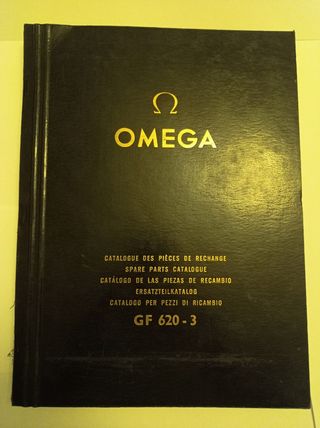 Ω
OMEGA
CATALOGUE DES PIÈCES DE RECHANGE
SPARE PARTS CATALOGUE
CATÁLOGO DE LAS PIEZAS DE RECAMBIO
ERSATZTEILKATALOG
CATALOGO PER PEZZI DI RICAMBIO
GF 620-3